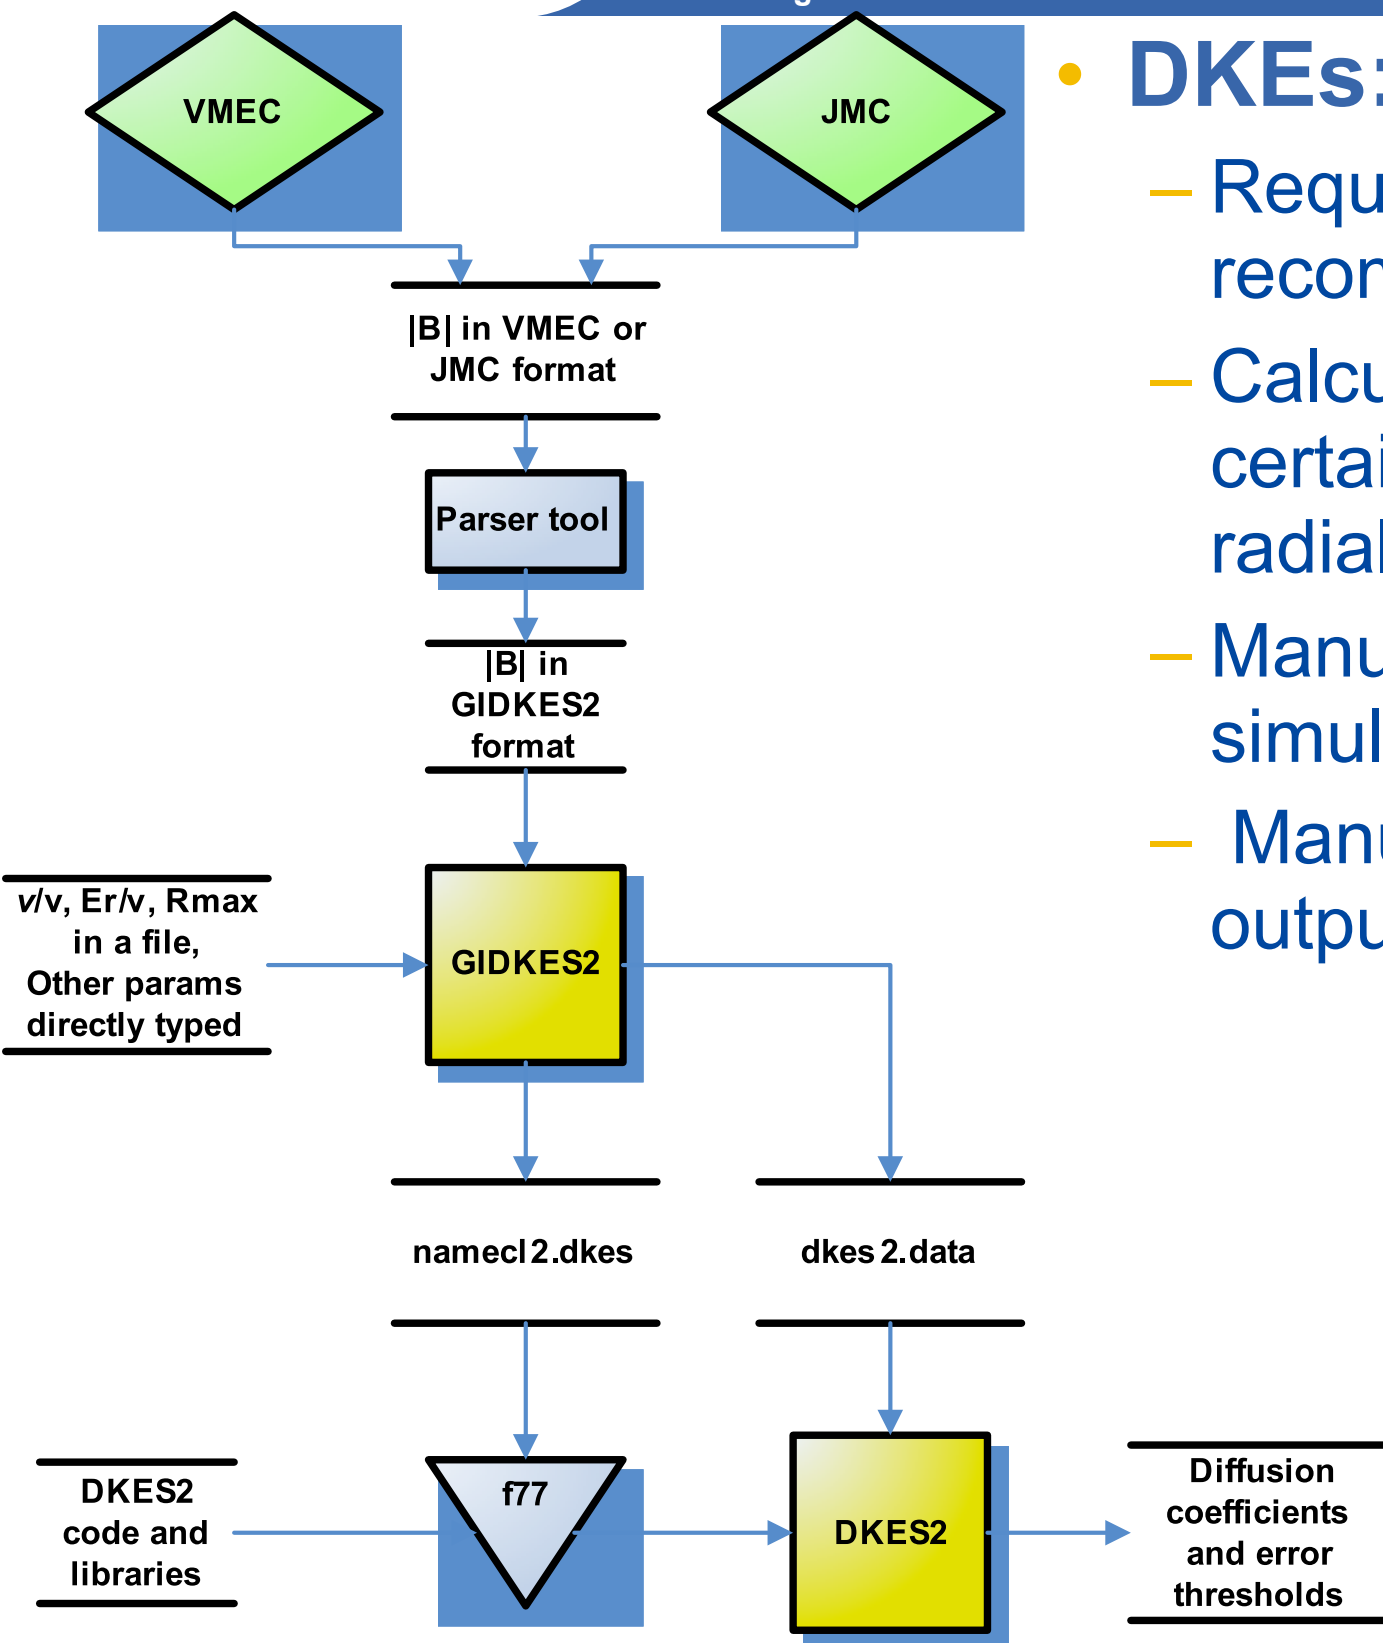 VMEC
JMC
|B| in VMEC or
JMC format
Parser tool
|B| in
GIDKES2
format
v/v, Er/v, Rmax
in a file,
Other params
directly typed
GIDKES2
namecl2.dkes
dkes2.data
DKES2
code and
libraries
f77
DKES2
Diffusion
coefficients
and error
thresholds
• DKEs:
– Requ
recon
– Calcu
certai
radial
– Manu
simul
– Manu
outpu